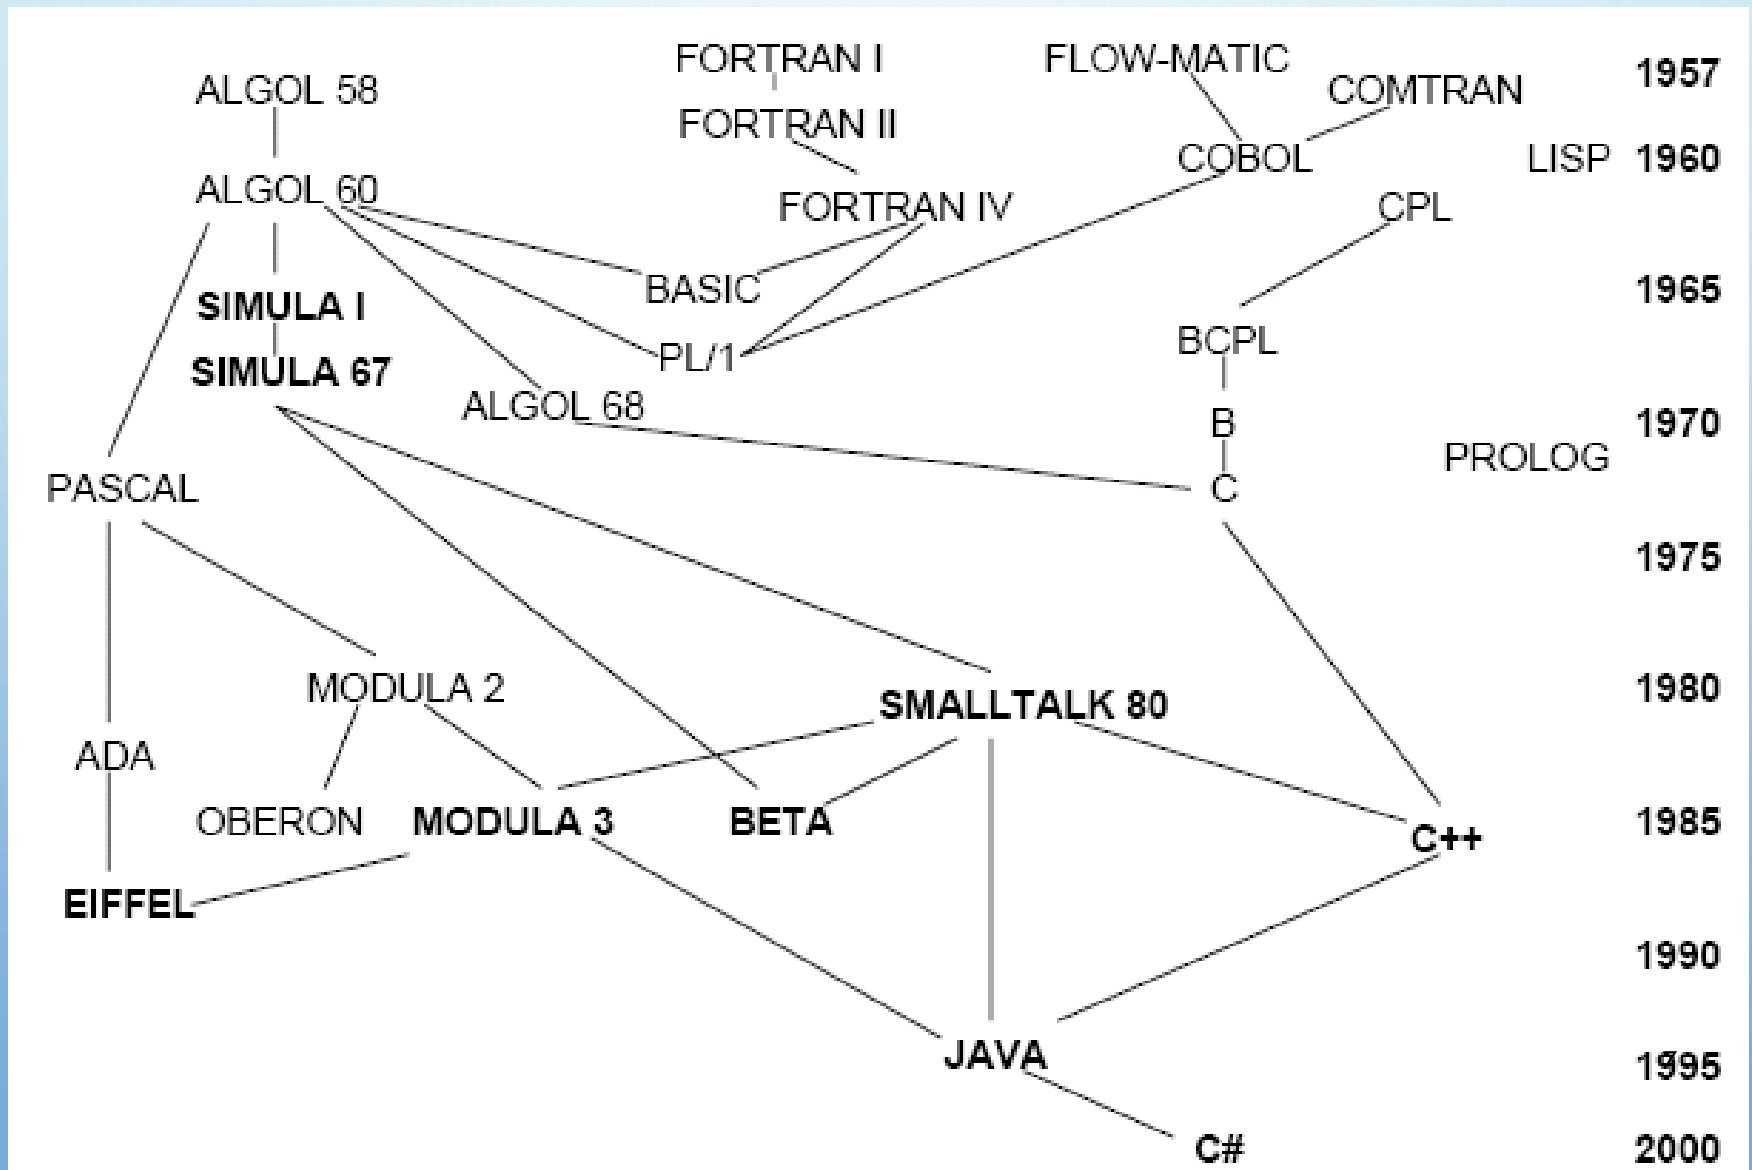 FORTRAN I
FLOW-MATIC
1957
ALGOL 58
COMTRAN
FORTRAN II
COBOL
LISP
1960
ALGOL 60
FORTRAN IV
CPL
BASIC
1965
SIMULA I
BCPL
PL/1
SIMULA 67
ALGOL 68
B
1970
PROLOG
PASCAL
C
1975
MODULA 2
1980
SMALLTALK 80
ADA
OBERON
MODULA 3
BETA
1985
C++
EIFFEL
1990
JAVA
1995
C#
2000